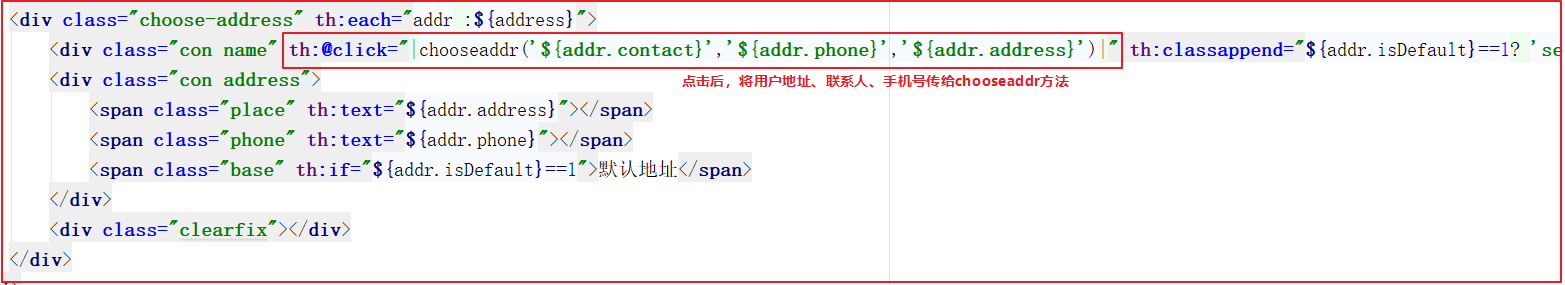 <div class="choose-address" th:each="addr :${address}">
<div class="con name" th:@click="|chooseaddr('${addr.contact}','${addr.phone}','${addr.address}')|" th:classappend="${addr.isDefault}==1? 'se
点击后，将用户地址、联系人、手机号传给chooseaddr方法
<div class="con address">
<span class="place" th:text="${addr.address}"></span>
<span class="phone" th:text="${addr.phone}"></span>
<span class="base" th:if="${addr.isDefault}==1">默认地址</span>
</div>
<div class="clearfix"></div>
</div>